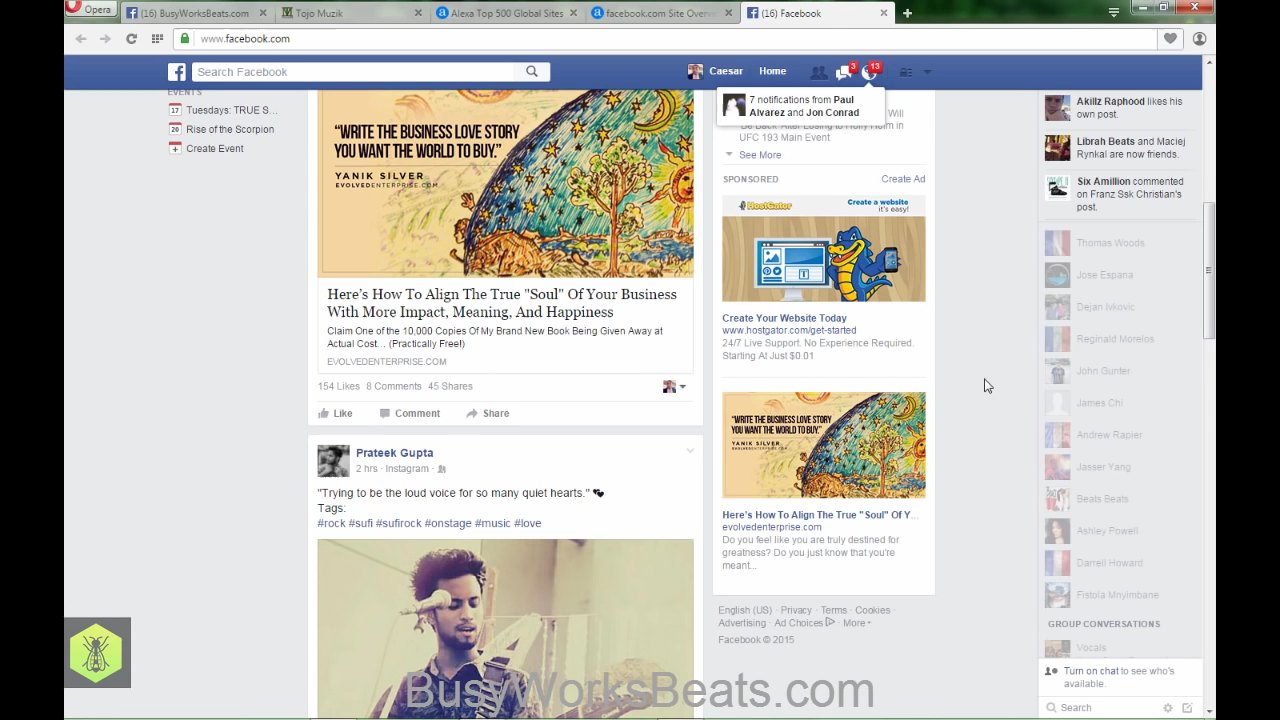 Opera
(16) BusyWorksBeats.com
Tojo Muzik
Alexa Top 500 Global Sites
facebook.com Site Overvi
(16) Facebook
www.facebook.com
Search Facebook
Caesar
Home
3
13
7 notifications from Paul
Alvarez and Jon Conrad
EVENTS
17 Tuesdays: TRUE S...
20 Rise of the Scorpion
Create Event
“WRITE THE BUSINESS LOVE STORY
YOU WANT THE WORLD TO BUY.”
YANIK SILVER
EVOLVEDENTERPRISE.COM
Here's How To Align The True "Soul" Of Your Business
With More Impact, Meaning, And Happiness
Claim One of the 10,000 Copies Of My Brand New Book Being Given Away at
Actual Cost... (Practically Free!)
EVOLVEDENTERPRISE.COM
154 Likes 8 Comments 45 Shares
Like Comment Share
Prateek Gupta
2 hrs · Instagram ·
"Trying to be the loud voice for so many quiet hearts."
Tags:
#rock #sufi #sufirock #onstage #music #love
Will
Be Back After Losing to Holly Holm in
UFC 193 Main Event
See More
SPONSORED Create Ad
HostGator
Create a website
it's easy!
Create Your Website Today
www.hostgator.com/get-started
24/7 Live Support. No Experience Required.
Starting At Just $0.01
“WRITE THE BUSINESS LOVE STORY
YOU WANT THE WORLD TO BUY.”
YANIK SILVER
EVOLVEDENTERPRISE.COM
Here's How To Align The True "Soul" Of Y...
evolvedenterprise.com
Do you feel like you are truly destined for
greatness? Do you just know that you're
meant...
English (US) · Privacy · Terms · Cookies ·
Advertising · Ad Choices · More
Facebook © 2015
Akillz Raphood likes his
own post.
Librah Beats and Maciej
Rynkal are now friends.
Six Amillion commented
on Franz Ssk Christian's
post.
Thomas Woods
Jose Espana
Dejan Ivkovic
Reginald Morelos
John Gunter
James Chi
Andrew Rapier
Jasser Yang
Beats Beats
Ashley Powell
Darrell Howard
Fistola Mnyimbane
GROUP CONVERSATIONS
Vocals
Turn on chat to see who's
available.
Search
BusyWorksBeats.com